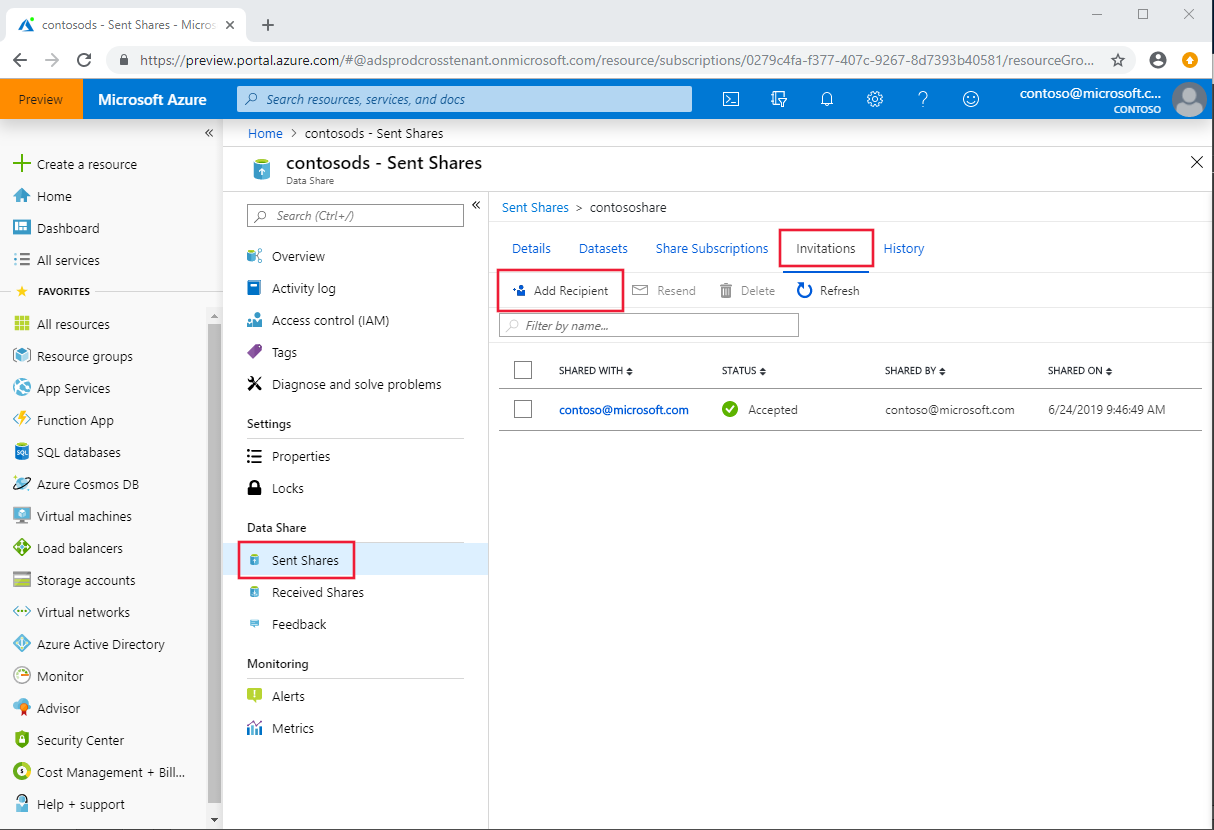 contosods - Sent Shares - Micros
https://preview.portal.azure.com/#@adsprodcrosstenant.onmicrosoft.com/resource/subscriptions/0279c4fa-f377-407c-9267-8d7393b40581/resourceGro...
Preview
Microsoft Azure
Search resources, services, and docs
contoso@microsoft.c...
CONTOSO
Create a resource
Home
Dashboard
All services
FAVORITES
All resources
Resource groups
App Services
Function App
SQL databases
Azure Cosmos DB
Virtual machines
Load balancers
Storage accounts
Virtual networks
Azure Active Directory
Monitor
Advisor
Security Center
Cost Management + Bill...
Help + support
Home > contosods - Sent Shares
contosods - Sent Shares
Data Share
Search (Ctrl+/)
Overview
Activity log
Access control (IAM)
Tags
Diagnose and solve problems
Settings
Properties
Locks
Data Share
Sent Shares
Received Shares
Feedback
Monitoring
Alerts
Metrics
Sent Shares > contososhare
Details Datasets Share Subscriptions Invitations History
Add Recipient Resend Delete Refresh
Filter by name...
SHARED WITH STATUS SHARED BY SHARED ON
contoso@microsoft.com Accepted contoso@microsoft.com 6/24/2019 9:46:49 AM